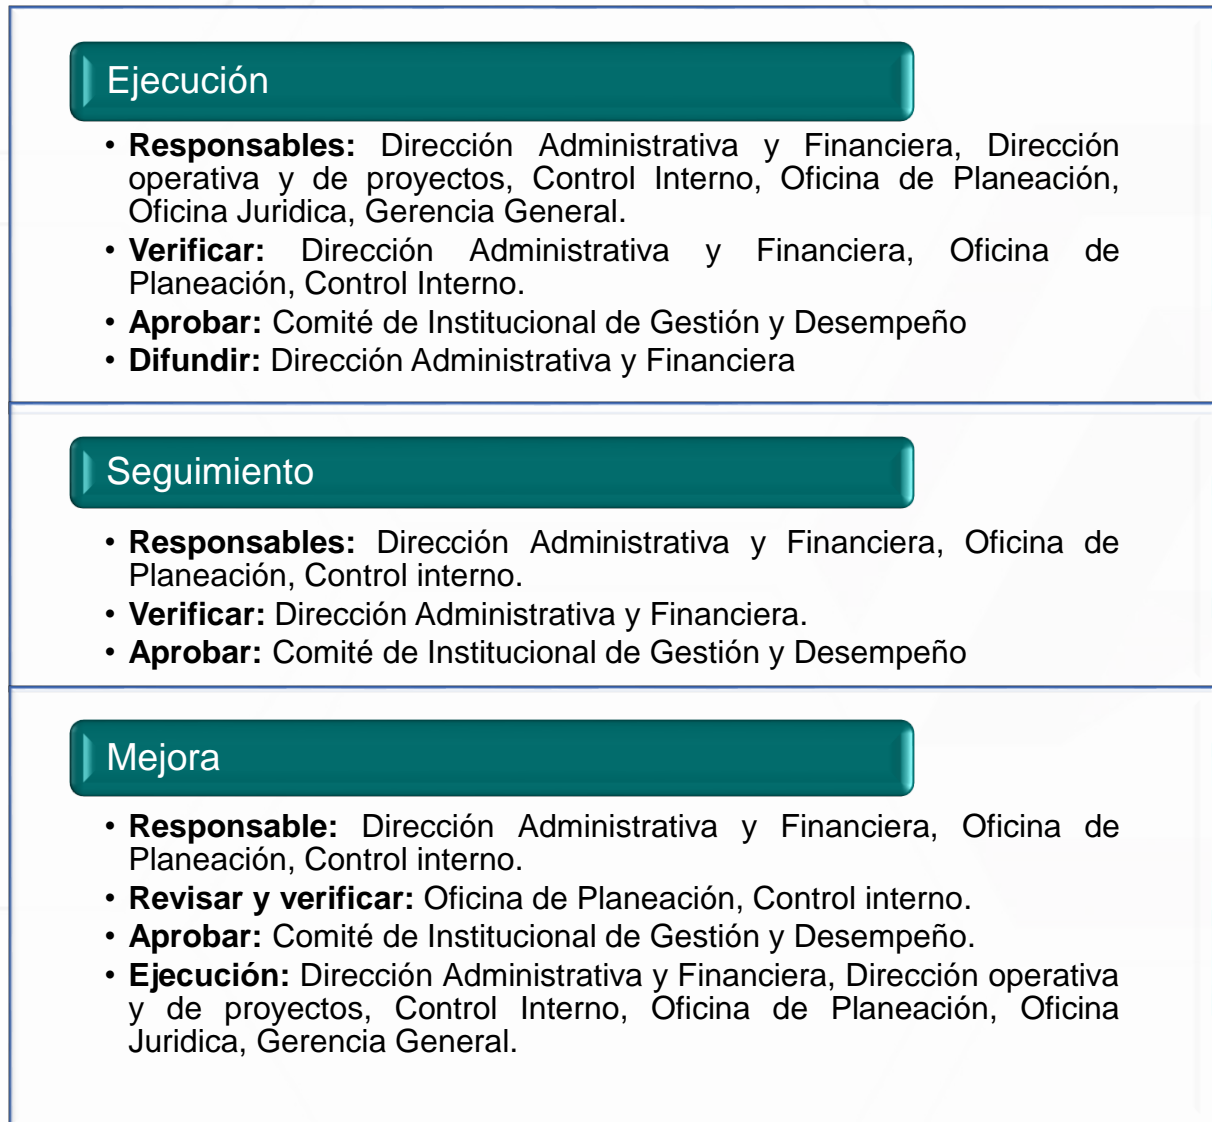 Ejecución
• Responsables: Dirección Administrativa y Financiera, Dirección
operativa y de proyectos, Control Interno, Oficina de Planeación,
Oficina Juridica, Gerencia General.
• Verificar: Dirección Administrativa y Financiera, Oficina de
Planeación, Control Interno.
• Aprobar: Comité de Institucional de Gestión y Desempeño
• Difundir: Dirección Administrativa y Financiera
Seguimiento
• Responsables: Dirección Administrativa y Financiera, Oficina de
Planeación, Control interno.
• Verificar: Dirección Administrativa y Financiera.
• Aprobar: Comité de Institucional de Gestión y Desempeño
Mejora
• Responsable: Dirección Administrativa y Financiera, Oficina de
Planeación, Control interno.
• Revisar y verificar: Oficina de Planeación, Control interno.
• Aprobar: Comité de Institucional de Gestión y Desempeño.
• Ejecución: Dirección Administrativa y Financiera, Dirección operativa
y de proyectos, Control Interno, Oficina de Planeación, Oficina
Juridica, Gerencia General.